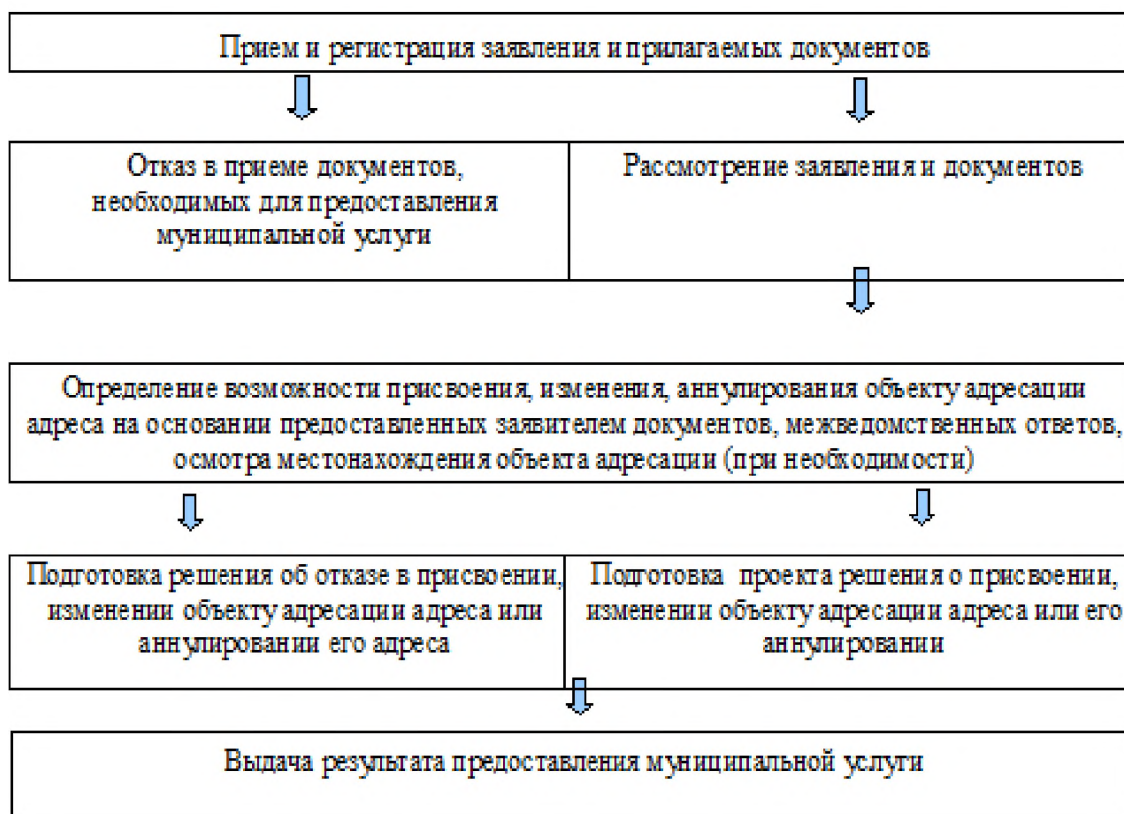 Прием и регистрация заявления и прилагаемых документов
Отказ в приеме документов,
необходимых для предоставления
муниципальной услуги
Рассмотрение заявления и документов
Определение возможности присвоения, изменения, аннулирования объекту адресации
адреса на основании предоставленных заявителем документов, межведомственных ответов,
осмотра местонахождения объекта адресации (при необходимости)
Подготовка решения об отказе в присвоении,
изменении объекту адресации адреса или
аннулировании его адреса
Подготовка проекта решения о присвоении,
изменении объекту адресации адреса или его
аннулировании
Выдача результата предоставления муниципальной услуги